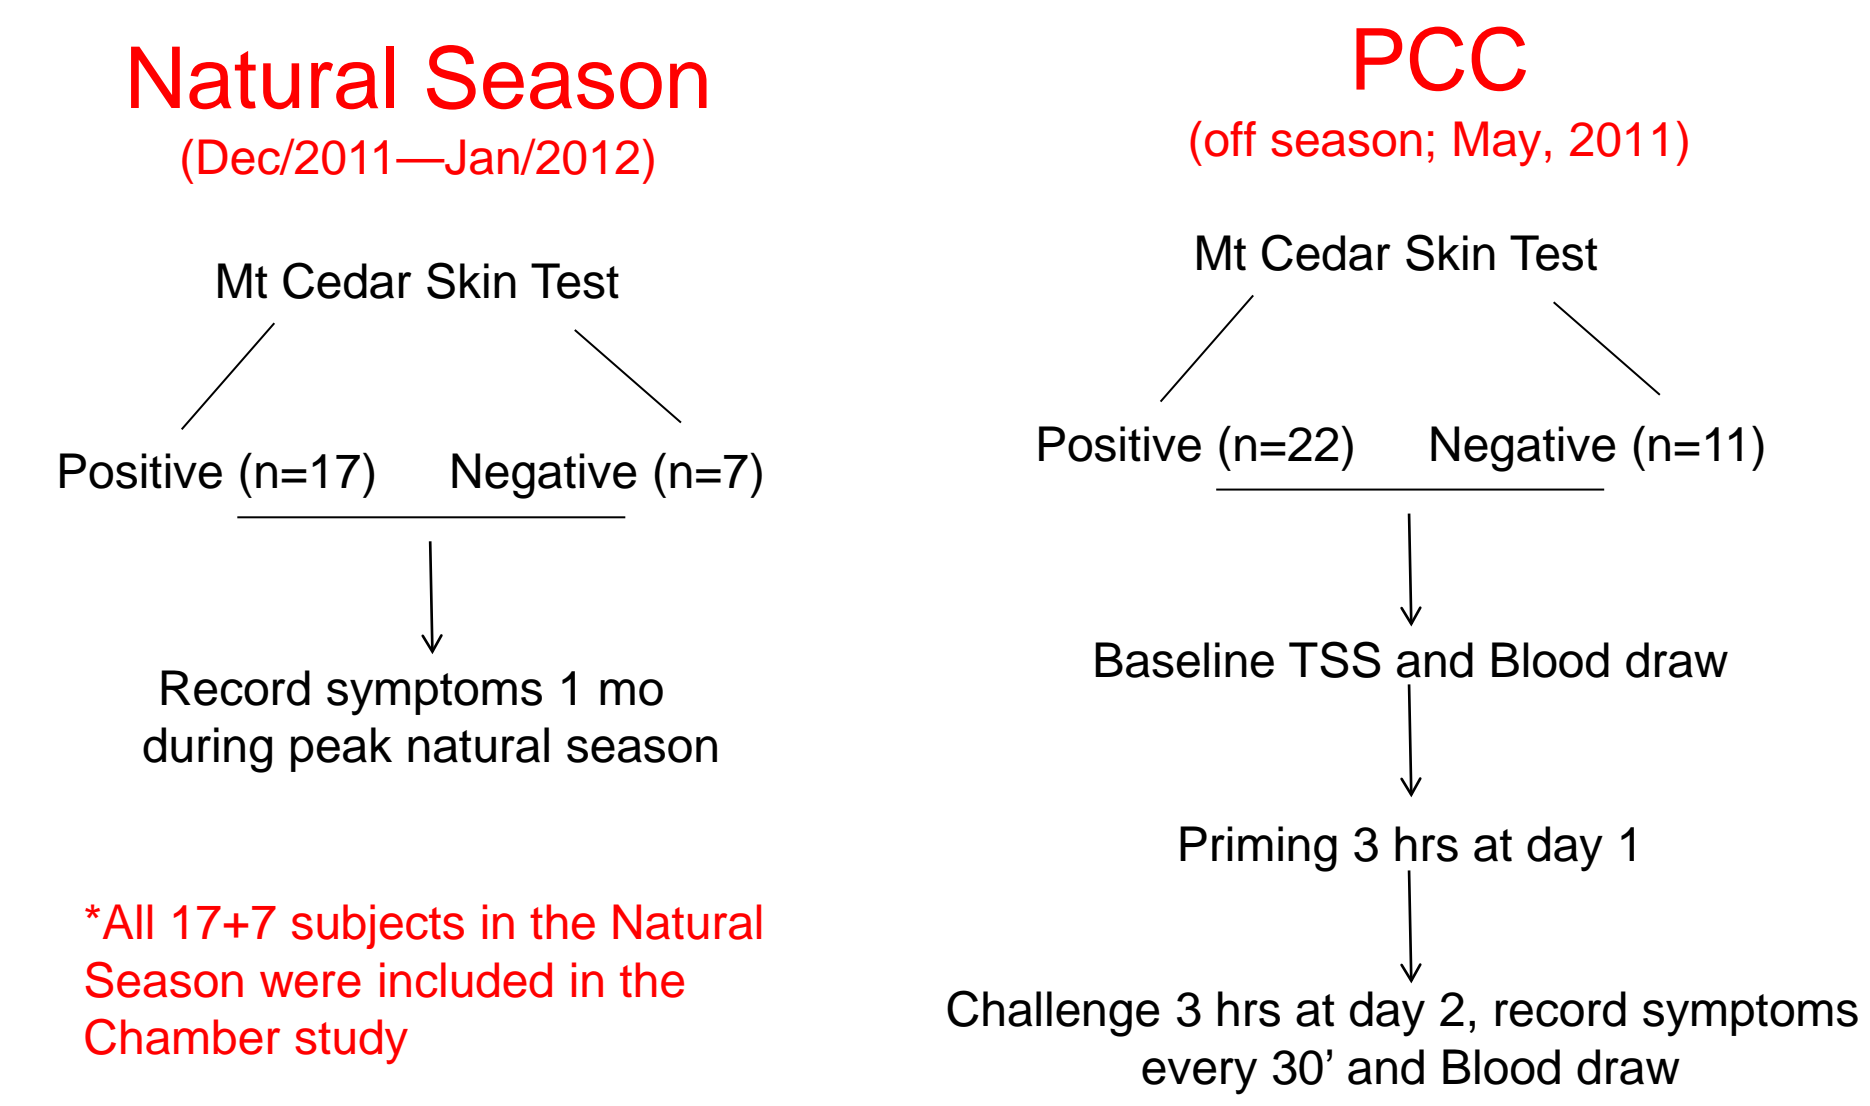 Natural Season
(Dec/2011—Jan/2012)
Mt Cedar Skin Test
Positive (n=17) Negative (n=7)
Record symptoms 1 mo
during peak natural season
*All 17+7 subjects in the Natural
Season were included in the
Chamber study
PCC
(off season; May, 2011)
Mt Cedar Skin Test
Positive (n=22) Negative (n=11)
Baseline TSS and Blood draw
Priming 3 hrs at day 1
Challenge 3 hrs at day 2, record symptoms
every 30’ and Blood draw